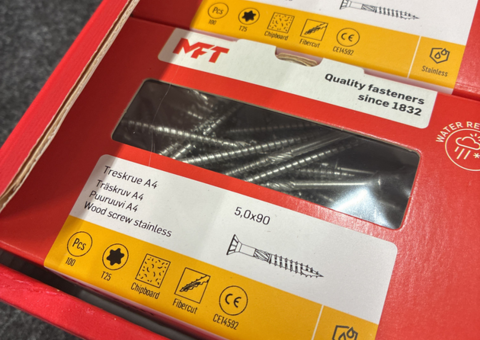 Pcs
100
T25
Chipboard
Fibercut
CE
CE14592
Stainless
MFT
Quality fasteners
since 1832
WATER RE
Treskrue A4
Träskruv A4
Puuruuvi A4
Wood screw stainless
5,0x90
Pcs
100
T25
Chipboard
Fibercut
CE
CE14592